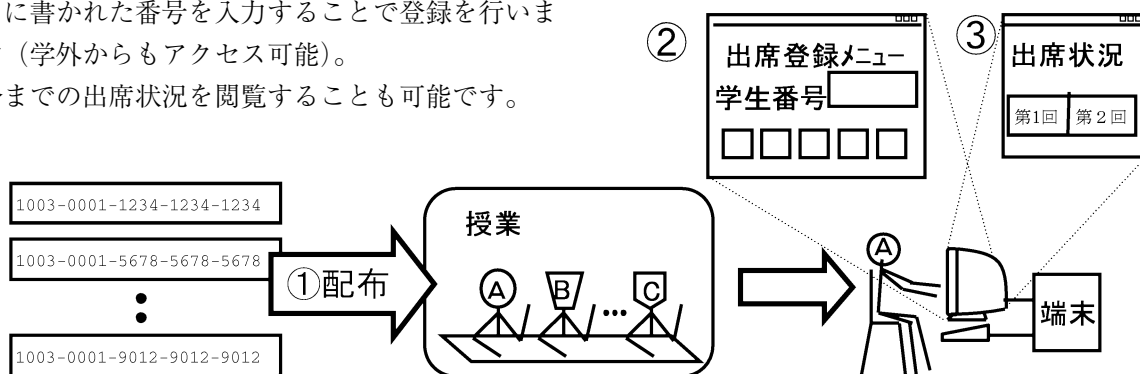 に書かれた番号を入力することで登録を行いま
（学外からもアクセス可能）。
までの出席状況を閲覧することも可能です。
②
出席登録メニュー
学生番号
③
出席状況
第1回 第２回
1003-0001-1234-1234-1234
1003-0001-5678-5678-5678
1003-0001-9012-9012-9012
①配布
授業
A B … C
A
端末